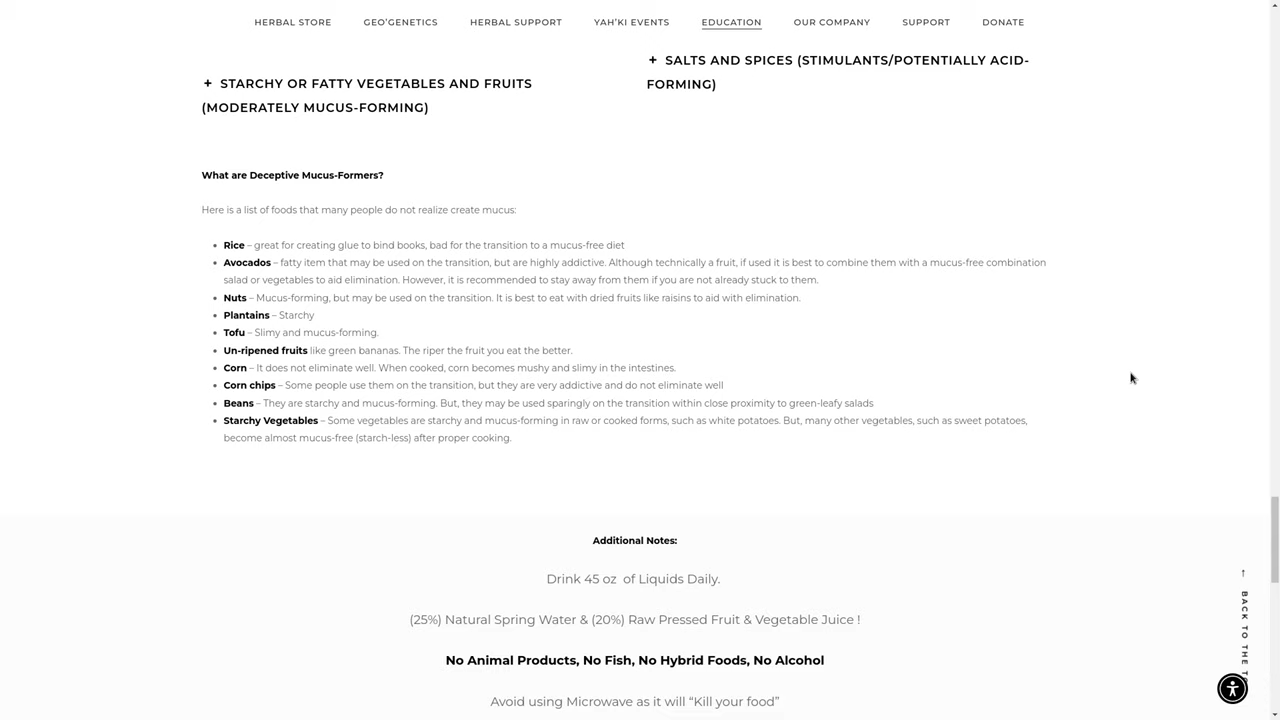 HERBAL STORE GEO'GENETICS HERBAL SUPPORT YAH'KI EVENTS EDUCATION OUR COMPANY SUPPORT DONATE
+ STARCHY OR FATTY VEGETABLES AND FRUITS
(MODERATELY MUCUS-FORMING)
+ SALTS AND SPICES (STIMULANTS/POTENTIALLY ACID-
FORMING)
What are Deceptive Mucus-Formers?
Here is a list of foods that many people do not realize create mucus:
• Rice – great for creating glue to bind books, bad for the transition to a mucus-free diet
• Avocados – fatty item that may be used on the transition, but are highly addictive. Although technically a fruit, if used it is best to combine them with a mucus-free combination
salad or vegetables to aid elimination. However, it is recommended to stay away from them if you are not already stuck to them.
• Nuts – Mucus-forming, but may be used on the transition. It is best to eat with dried fruits like raisins to aid with elimination.
• Plantains – Starchy
• Tofu – Slimy and mucus-forming.
• Un-ripened fruits like green bananas. The riper the fruit you eat the better.
• Corn – It does not eliminate well. When cooked, corn becomes mushy and slimy in the intestines.
• Corn chips – Some people use them on the transition, but they are very addictive and do not eliminate well
• Beans – They are starchy and mucus-forming. But, they may be used sparingly on the transition within close proximity to green-leafy salads
• Starchy Vegetables – Some vegetables are starchy and mucus-forming in raw or cooked forms, such as white potatoes. But, many other vegetables, such as sweet potatoes,
become almost mucus-free (starch-less) after proper cooking.
Additional Notes:
Drink 45 oz of Liquids Daily.
(25%) Natural Spring Water & (20%) Raw Pressed Fruit & Vegetable Juice !
No Animal Products, No Fish, No Hybrid Foods, No Alcohol
Avoid using Microwave as it will “Kill your food”
← BACK TO THE